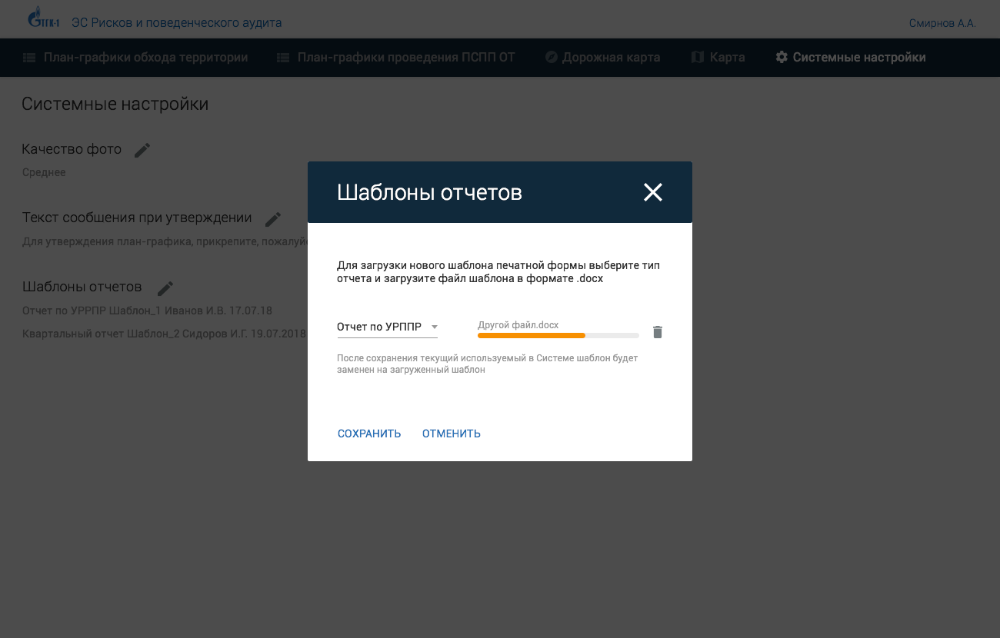 ЭС Рисков и поведенческого аудита
Смирнов А.А.
План-графики обхода территории
План-графики проведения ПСПП ОТ
Дорожная карта
Карта
Системные настройки
Системные настройки
Качество фото
Среднее
Текст сообщения при утверждении
Для утверждения план-графика, прикрепите, пожалуй
Шаблоны отчетов
Отчет по УРРПР Шаблон_1 Иванов И.В. 17.07.18
Квартальный отчет Шаблон_2 Сидоров И.Г. 19.07.2018
Шаблоны отчетов
Для загрузки нового шаблона печатной формы выберите тип
отчета и загрузите файл шаблона в формате .docx
Отчет по УРППР
Другой файл.docx
После сохранения текущий используемый в Системе шаблон будет
заменен на загруженный шаблон
СОХРАНИТЬ
ОТМЕНИТЬ